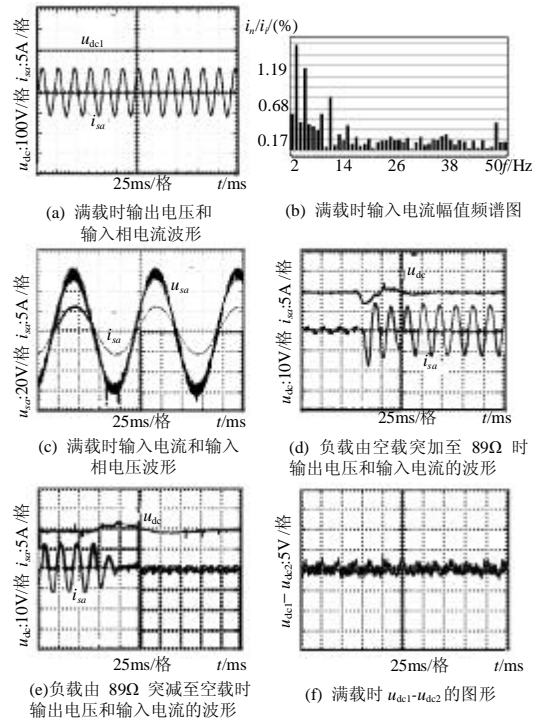 u_dc:100V/格 i_sa:5A /格
u_dc1
i_sa
25ms/格 t/ms
(a) 满载时输出电压和
输入相电流波形
i_n/i_t/(%)
1.19
0.68
0.17
2 14 26 38 50f/Hz
(b) 满载时输入电流幅值频谱图
u_sa:20V/格 i_sa:5A /格
u_sa
i_sa
25ms/格 t/ms
(c) 满载时输入电流和输入
相电压波形
u_dc:10V/格 i_sa:5A /格
u_dc
i_sa
25ms/格 t/ms
(d) 负载由空载突加至 89Ω 时
输出电压和输入电流的波形
u_dc:10V/格 i_sa:5A/格
u_dc
i_sa
25ms/格 t/ms
(e)负载由 89Ω 突减至空载时
输出电压和输入电流的波形
u_dc1− u_dc2:5V/格
25ms/格 t/ms
(f) 满载时 u_dc1-u_dc2 的图形